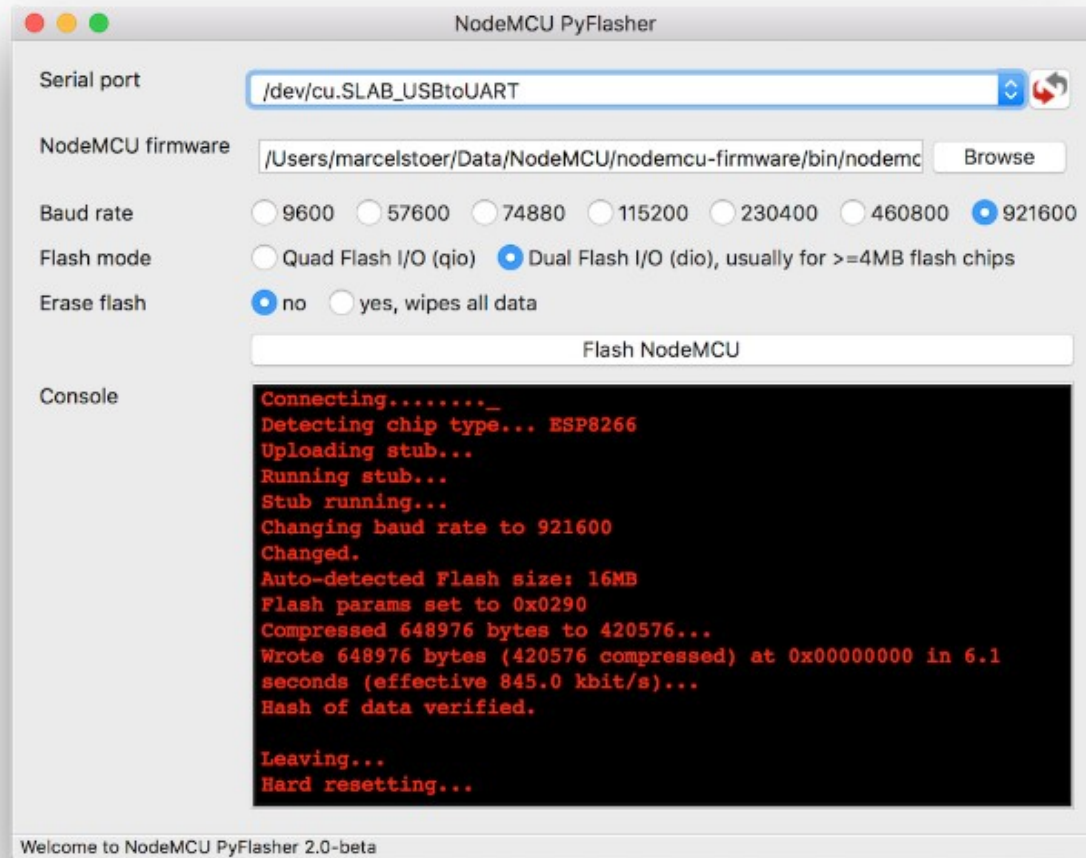 NodeMCU PyFlasher
Serial port
/dev/cu.SLAB_USBtoUART
NodeMCU firmware
/Users/marcelstoer/Data/NodeMCU/nodemcu-firmware/bin/nodemc
Browse
Baud rate
9600 57600 74880 115200 230400 460800 921600
Flash mode
Quad Flash I/O (qio) Dual Flash I/O (dio), usually for >=4MB flash chips
Erase flash
no yes, wipes all data
Flash NodeMCU
Console
Connecting........_
Detecting chip type... ESP8266
Uploading stub...
Running stub...
Stub running...
Changing baud rate to 921600
Changed.
Auto-detected Flash size: 16MB
Flash params set to 0x0290
Compressed 648976 bytes to 420576...
Wrote 648976 bytes (420576 compressed) at 0x00000000 in 6.1
seconds (effective 845.0 kbit/s)...
Hash of data verified.
Leaving...
Hard resetting...
Welcome to NodeMCU PyFlasher 2.0-beta